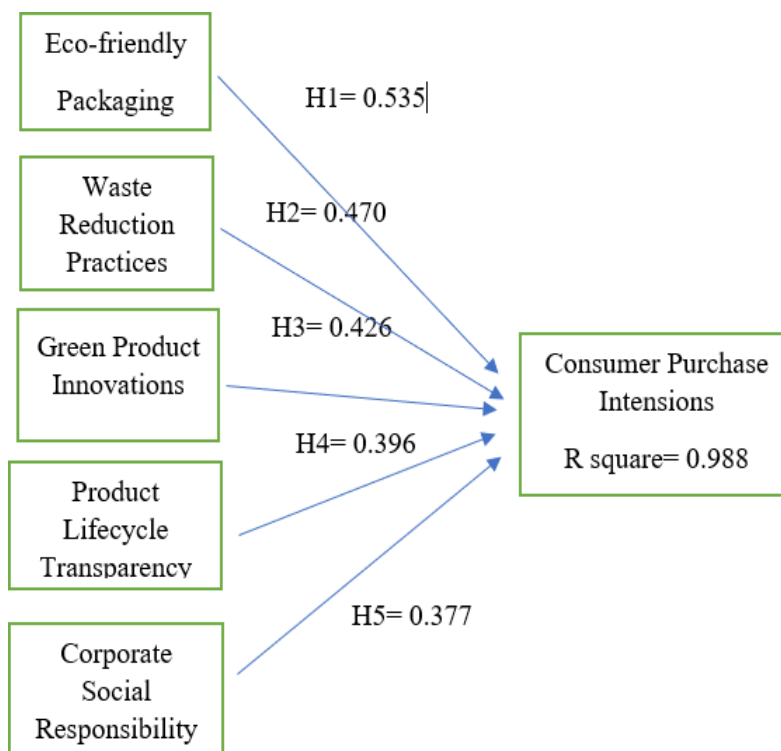 Eco-friendly
Packaging
H1= 0.535
Waste
Reduction
Practices
H2= 0.470
Green Product
Innovations
H3= 0.426
Consumer Purchase
Intensions
R square= 0.988
H4= 0.396
Product
Lifecycle
Transparency
H5= 0.377
Corporate
Social
Responsibility